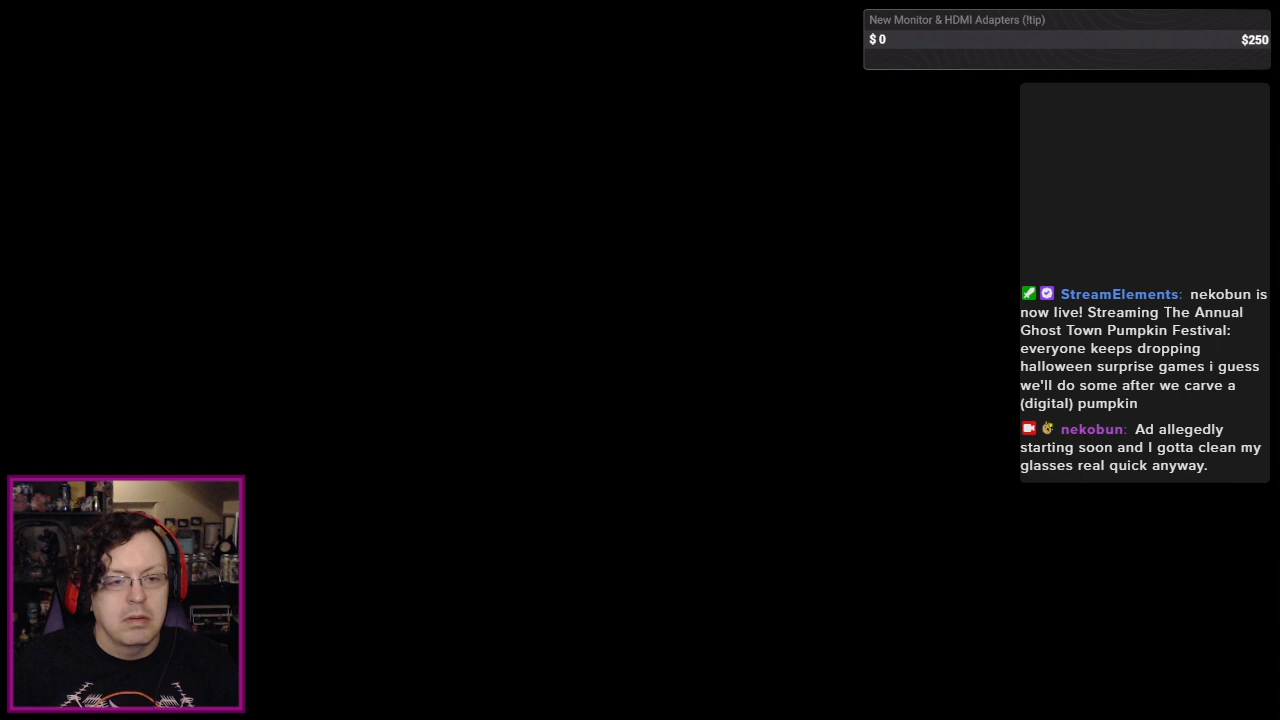 New Monitor & HDMI Adapters (!tip)
$ 0 $250
StreamElements: nekobun is
now live! Streaming The Annual
Ghost Town Pumpkin Festival:
everyone keeps dropping
halloween surprise games i guess
we'll do some after we carve a
(digital) pumpkin
nekobun: Ad allegedly
starting soon and I gotta clean my
glasses real quick anyway.